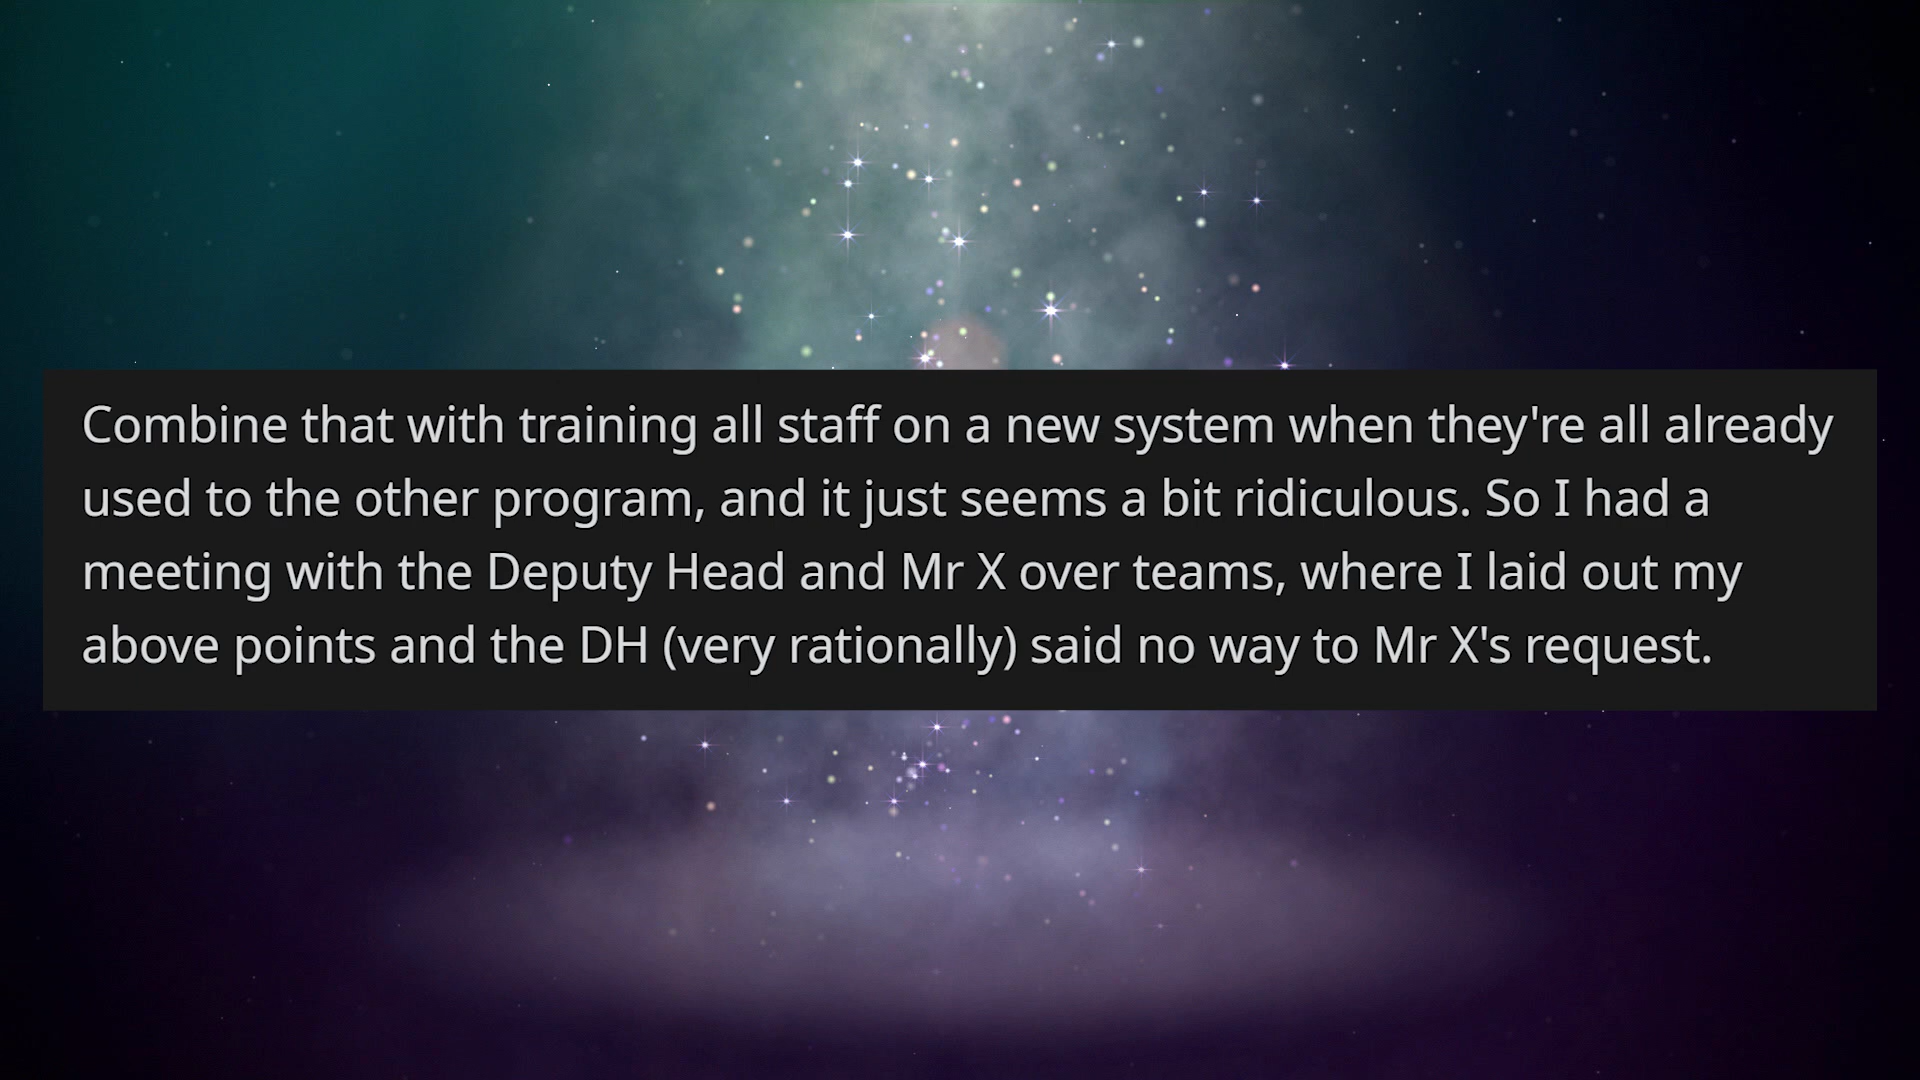 Combine that with training all staff on a new system when they're all already
used to the other program, and it just seems a bit ridiculous. So I had a
meeting with the Deputy Head and Mr X over teams, where I laid out my
above points and the DH (very rationally) said no way to Mr X's request.